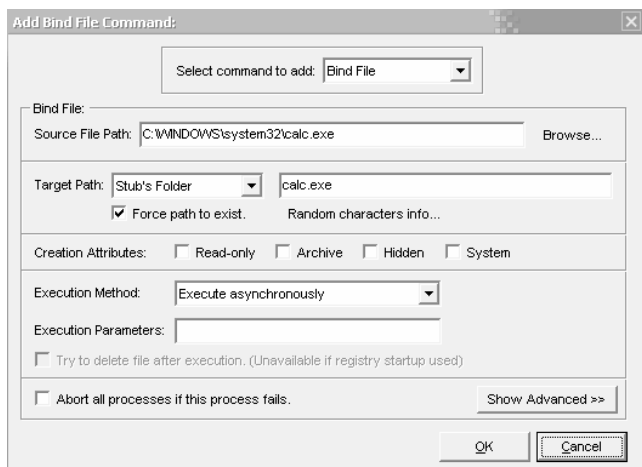 Add Bind File Command:
Select command to add: Bind File
Bind File:
Source File Path: C:\WINDOWS\system32\calc.exe Browse...
Target Path: Stub's Folder calc.exe
Force path to exist. Random characters info...
Creation Attributes: Read-only Archive Hidden System
Execution Method: Execute asynchronously
Execution Parameters:
Try to delete file after execution. (Unavailable if registry startup used)
Abort all processes if this process fails. Show Advanced >>
OK Cancel